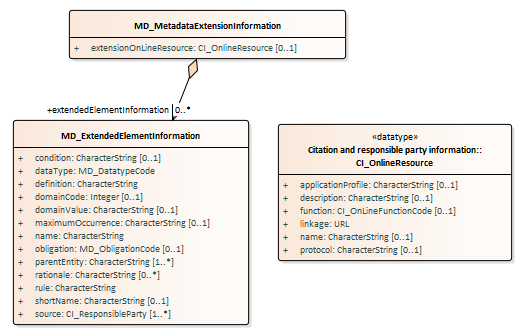 MD_MetadataExtensionInformation
+ extensionOnLineResource: CI_OnlineResource [0..1]
+extendedElementInformation 0..*
MD_ExtendedElementInformation
+ condition: CharacterString [0..1]
+ dataType: MD_DatatypeCode
+ definition: CharacterString
+ domainCode: Integer [0..1]
+ domainValue: CharacterString [0..1]
+ maximumOccurrence: CharacterString [0..1]
+ name: CharacterString
+ obligation: MD_ObligationCode [0..1]
+ parentEntity: CharacterString [1..*]
+ rationale: CharacterString [0..*]
+ rule: CharacterString
+ shortName: CharacterString [0..1]
+ source: CI_ResponsibleParty [1..*]
«datatype»
Citation and responsible party information::
CI_OnlineResource
+ applicationProfile: CharacterString [0..1]
+ description: CharacterString [0..1]
+ function: CI_OnLineFunctionCode [0..1]
+ linkage: URL
+ name: CharacterString [0..1]
+ protocol: CharacterString [0..1]